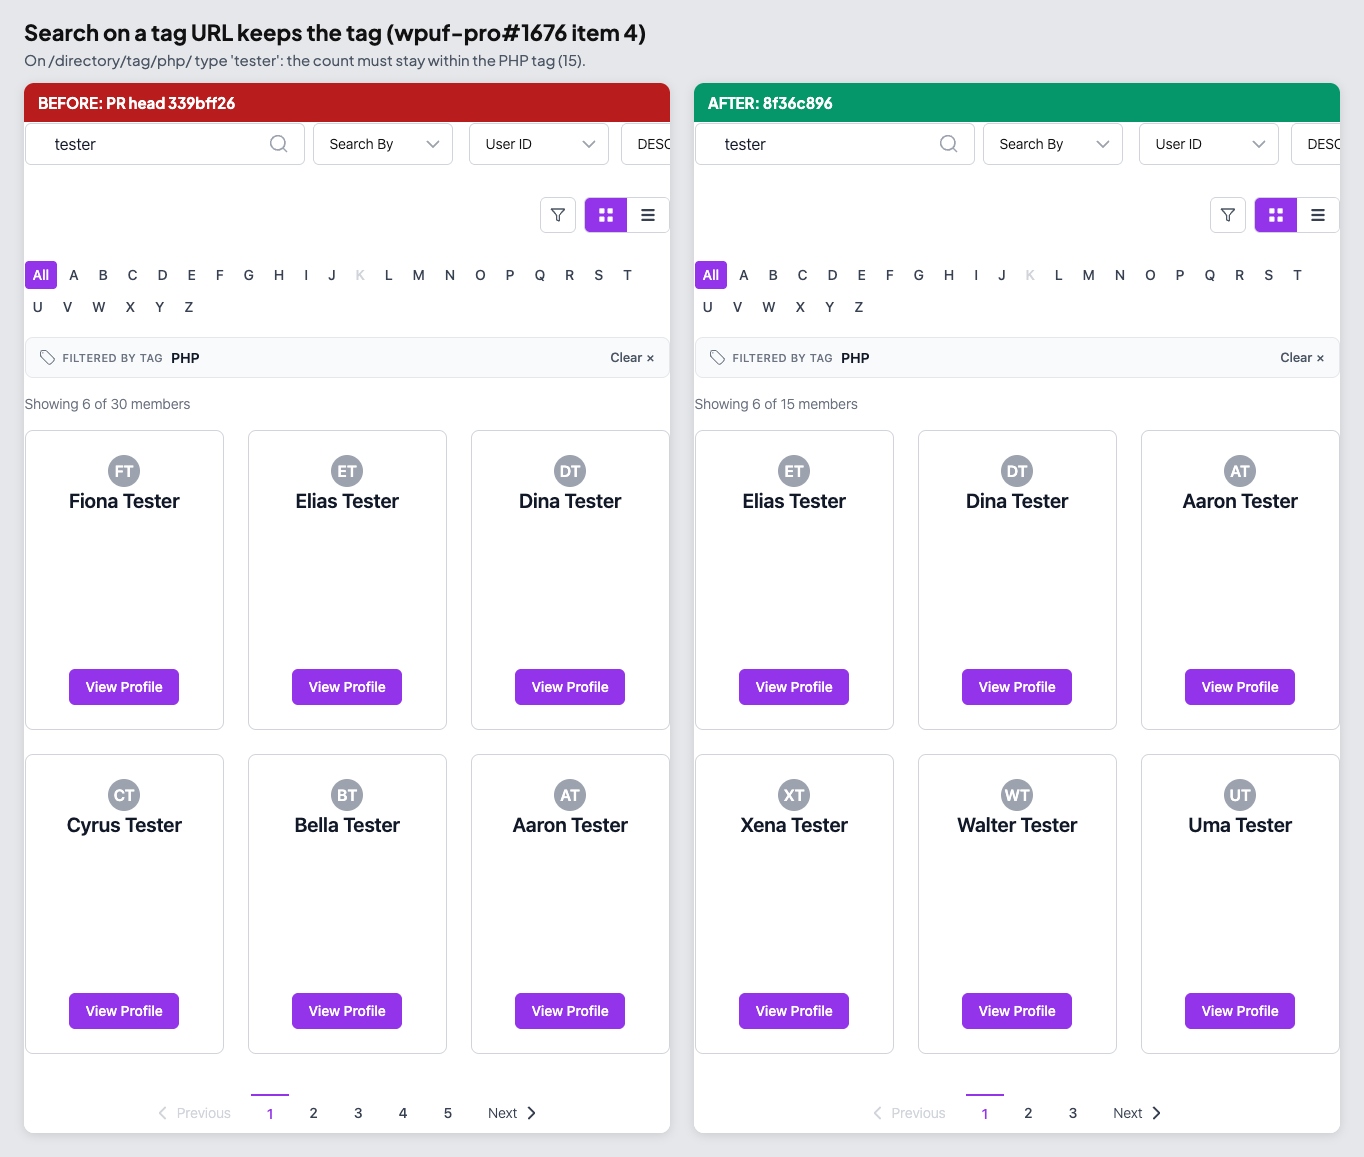 Search on a tag URL keeps the tag (wpuf-pro#1676 item 4)
On /directory/tag/php/ type 'tester': the count must stay within the PHP tag (15).
BEFORE: PR head 339bff26
tester
Search By
User ID
DESC
All A B C D E F G H I J K L M N O P Q R S T
U V W X Y Z
FILTERED BY TAG PHP
Clear ×
Showing 6 of 30 members
FT ET DT
Fiona Tester Elias Tester Dina Tester
View Profile View Profile View Profile
CT BT AT
Cyrus Tester Bella Tester Aaron Tester
View Profile View Profile View Profile
Previous 1 2 3 4 5 Next
AFTER: 8f36c896
tester
Search By
User ID
DESC
All A B C D E F G H I J K L M N O P Q R S T
U V W X Y Z
FILTERED BY TAG PHP
Clear ×
Showing 6 of 15 members
ET DT AT
Elias Tester Dina Tester Aaron Tester
View Profile View Profile View Profile
XT WT UT
Xena Tester Walter Tester Uma Tester
View Profile View Profile View Profile
Previous 1 2 3 Next